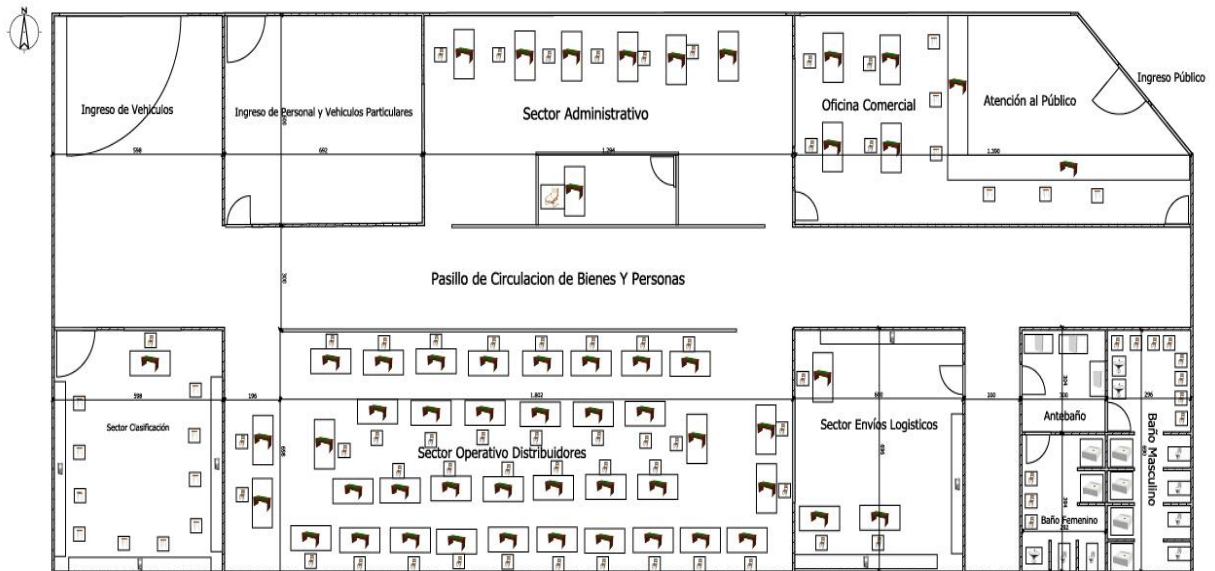 N
Ingreso de Vehículos
Ingreso de Personal y Vehiculos Particulares
Sector Administrativo
Oficina Comercial
Atención al Público
Ingreso Público
598
692
1.294
1.390
Pasillo de Circulacion de Bienes Y Personas
300
598
196
1.802
600
200
300
296
304
Sector Clasificación
Sector Operativo Distribuidores
Sector Envíos Logisticos
Antebaño
Baño Masculino
Baño Femenino